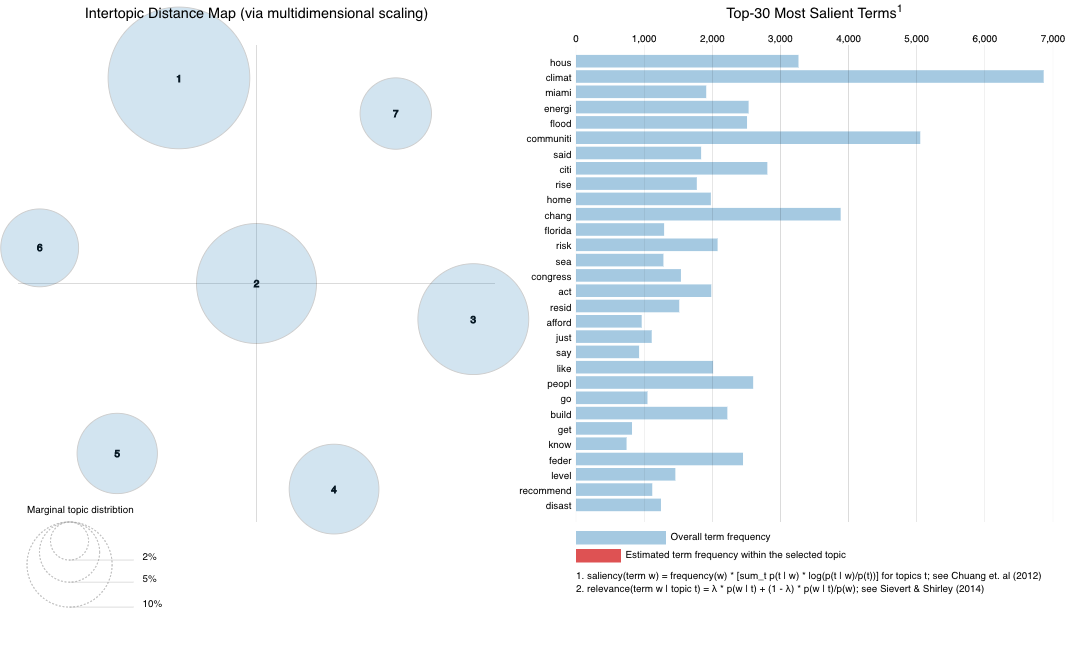 Intertopic Distance Map (via multidimensional scaling)
1
7
6
2
3
5
4
Marginal topic distribtion
2%
5%
10%
Top-30 Most Salient Terms1
0 1,000 2,000 3,000 4,000 5,000 6,000 7,000
hous
climat
miami
energi
flood
communiti
said
citi
rise
home
chang
florida
risk
sea
congress
act
resid
afford
just
say
like
peopl
go
build
get
know
feder
level
recommend
disast
Overall term frequency
Estimated term frequency within the selected topic
1. saliency(term w) = frequency(w) * [sum_t p(t | w) * log(p(t | w)/p(t))] for topics t; see Chuang et. al (2012)
2. relevance(term w | topic t) = λ * p(w | t) + (1 - λ) * p(w | t)/p(w); see Sievert & Shirley (2014)